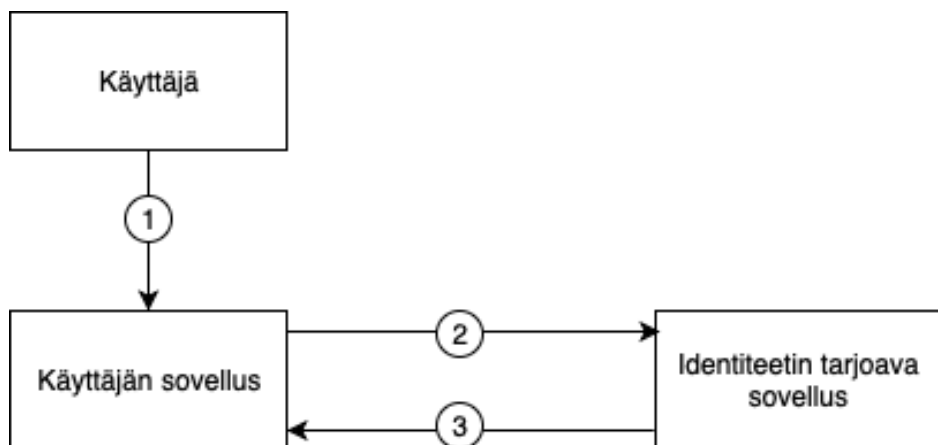 Käyttäjä
1
Käyttäjän sovellus
2
3
Identiteetin tarjoava
sovellus